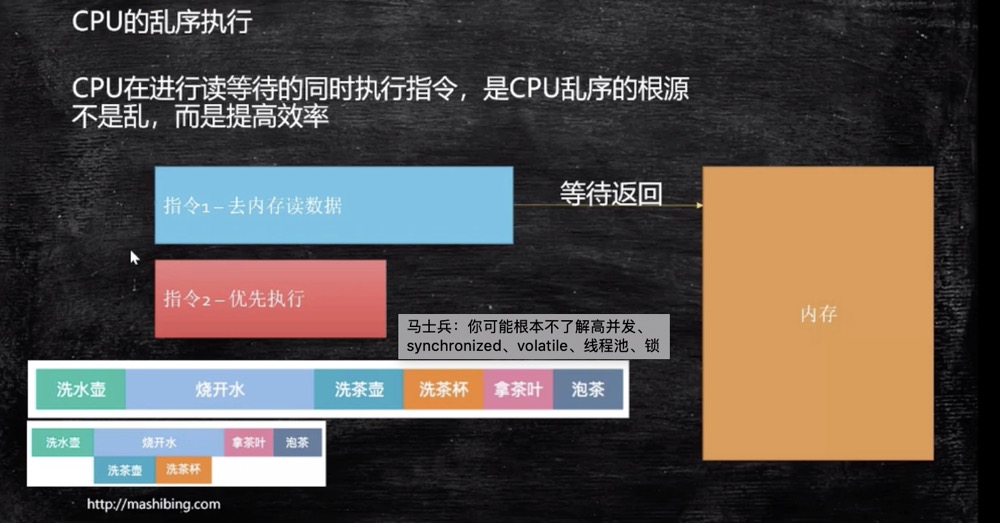 CPU的乱序执行
CPU在进行读等待的同时执行指令，是CPU乱序的根源
不是乱，而是提高效率
指令1 – 去内存读数据
等待返回
指令2 – 优先执行
内存
马士兵：你可能根本不了解高并发、
synchronized、volatile、线程池、锁
洗水壶 烧开水 洗茶壶 洗茶杯 拿茶叶 泡茶
洗水壶 烧开水 拿茶叶 泡茶
洗茶壶 洗茶杯
http://mashibing.com